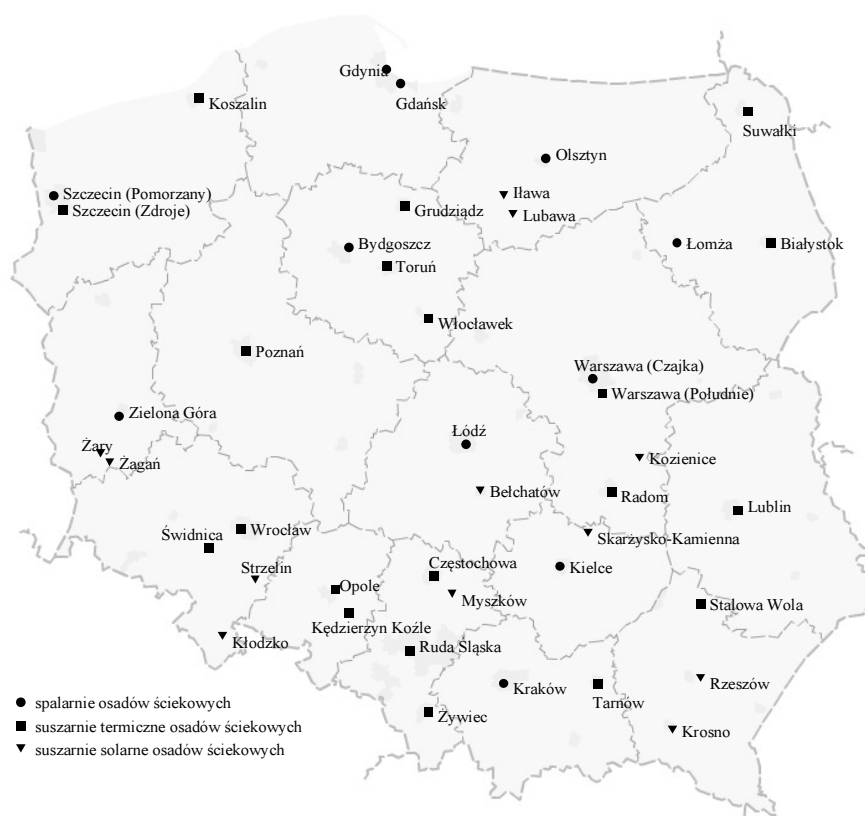 Gdynia
Gdańsk
Koszalin
Suwałki
Olsztyn
Szczecin (Pomorzany)
Szczecin (Zdroje)
Iława
Lubawa
Grudziądz
Bydgoszcz
Łomża
Białystok
Toruń
Włocławek
Poznań
Warszawa (Czajka)
Warszawa (Południe)
Zielona Góra
Łódź
Żary
Żagań
Kozienice
Bełchatów
Radom
Lublin
Świdnica
Wrocław
Skarżysko-Kamienna
Strzelin
Częstochowa
Kielce
Opole
Myszków
Stalowa Wola
Kędzierzyn Koźle
Kłodzko
Ruda Śląska
Rzeszów
Kraków
Tarnów
Żywiec
Krosno
spalarnie osadów ściekowych
suszarnie termiczne osadów ściekowych
suszarnie solarne osadów ściekowych